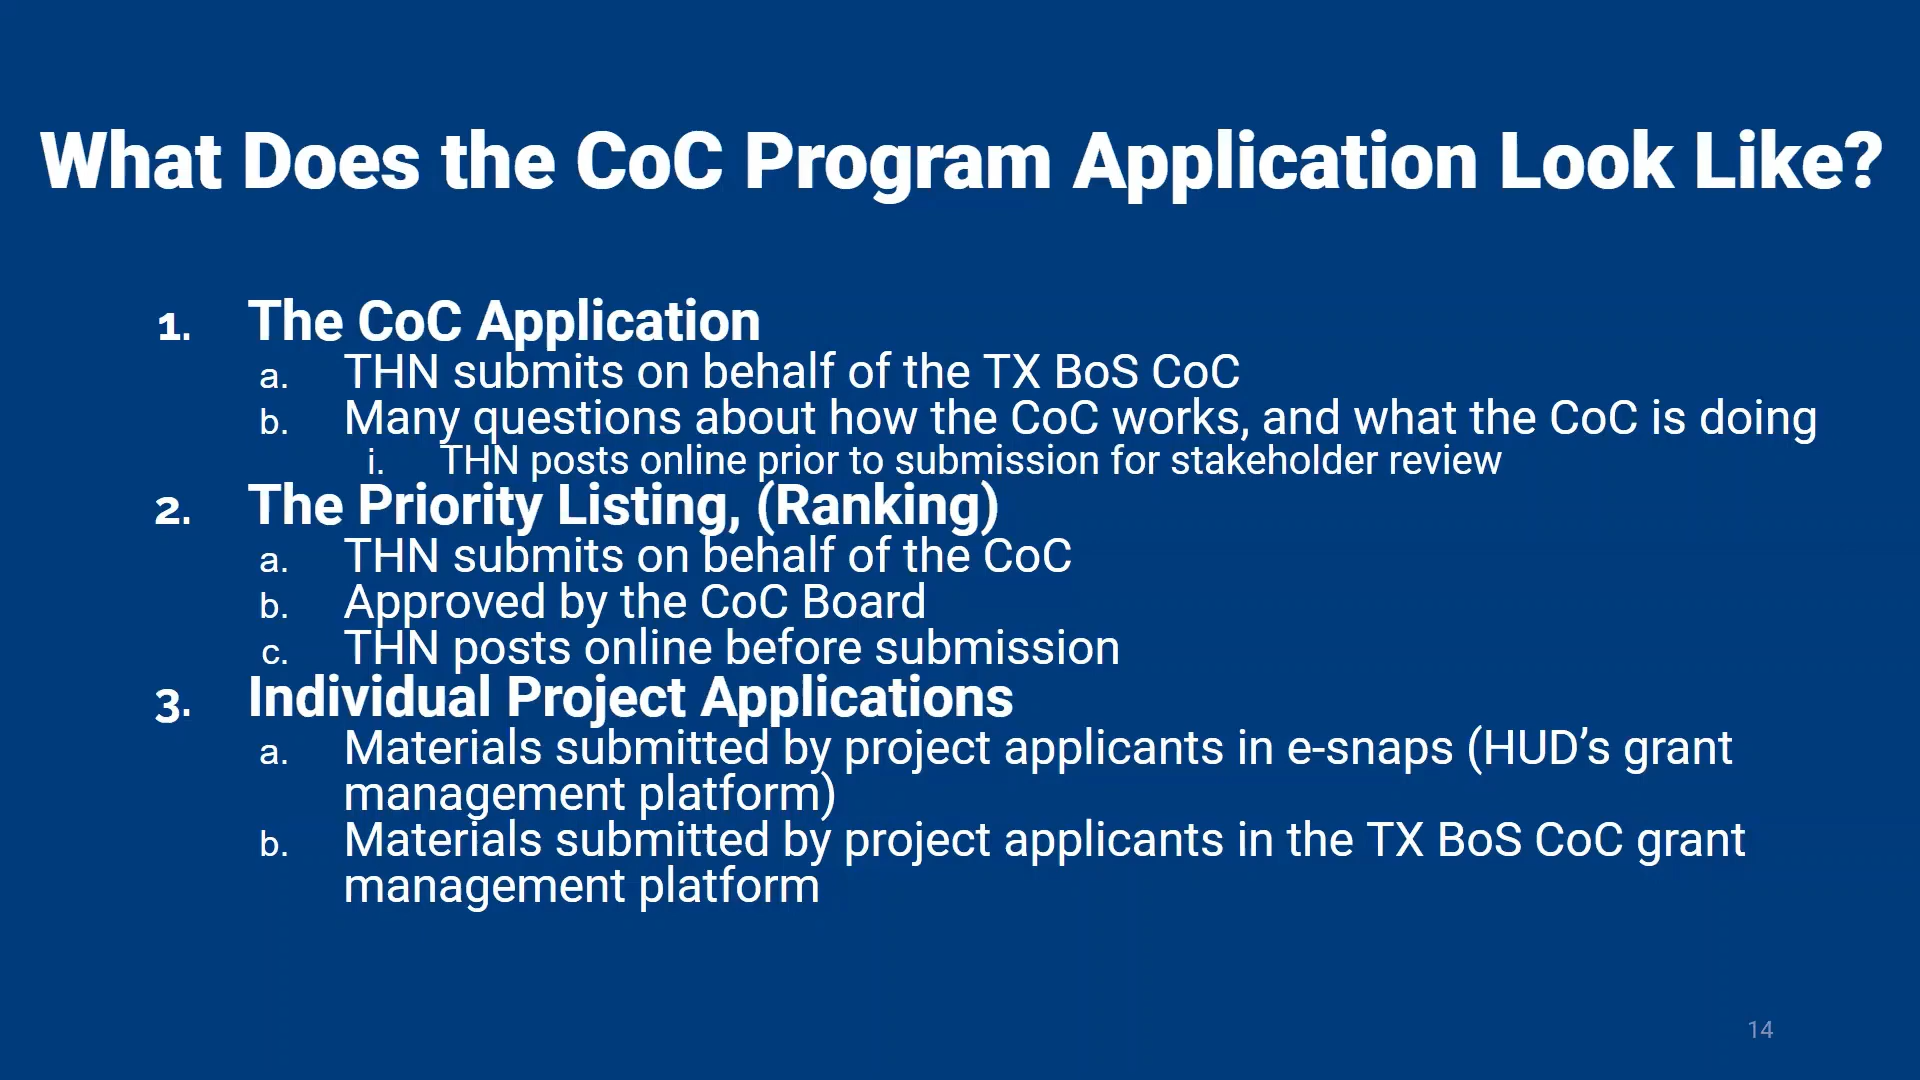 What Does the CoC Program Application Look Like?
1. The CoC Application
a. THN submits on behalf of the TX BoS CoC
b. Many questions about how the CoC works, and what the CoC is doing
i. THN posts online prior to submission for stakeholder review
2. The Priority Listing, (Ranking)
a. THN submits on behalf of the CoC
b. Approved by the CoC Board
c. THN posts online before submission
3. Individual Project Applications
a. Materials submitted by project applicants in e-snaps (HUD’s grant
management platform)
b. Materials submitted by project applicants in the TX BoS CoC grant
management platform
14